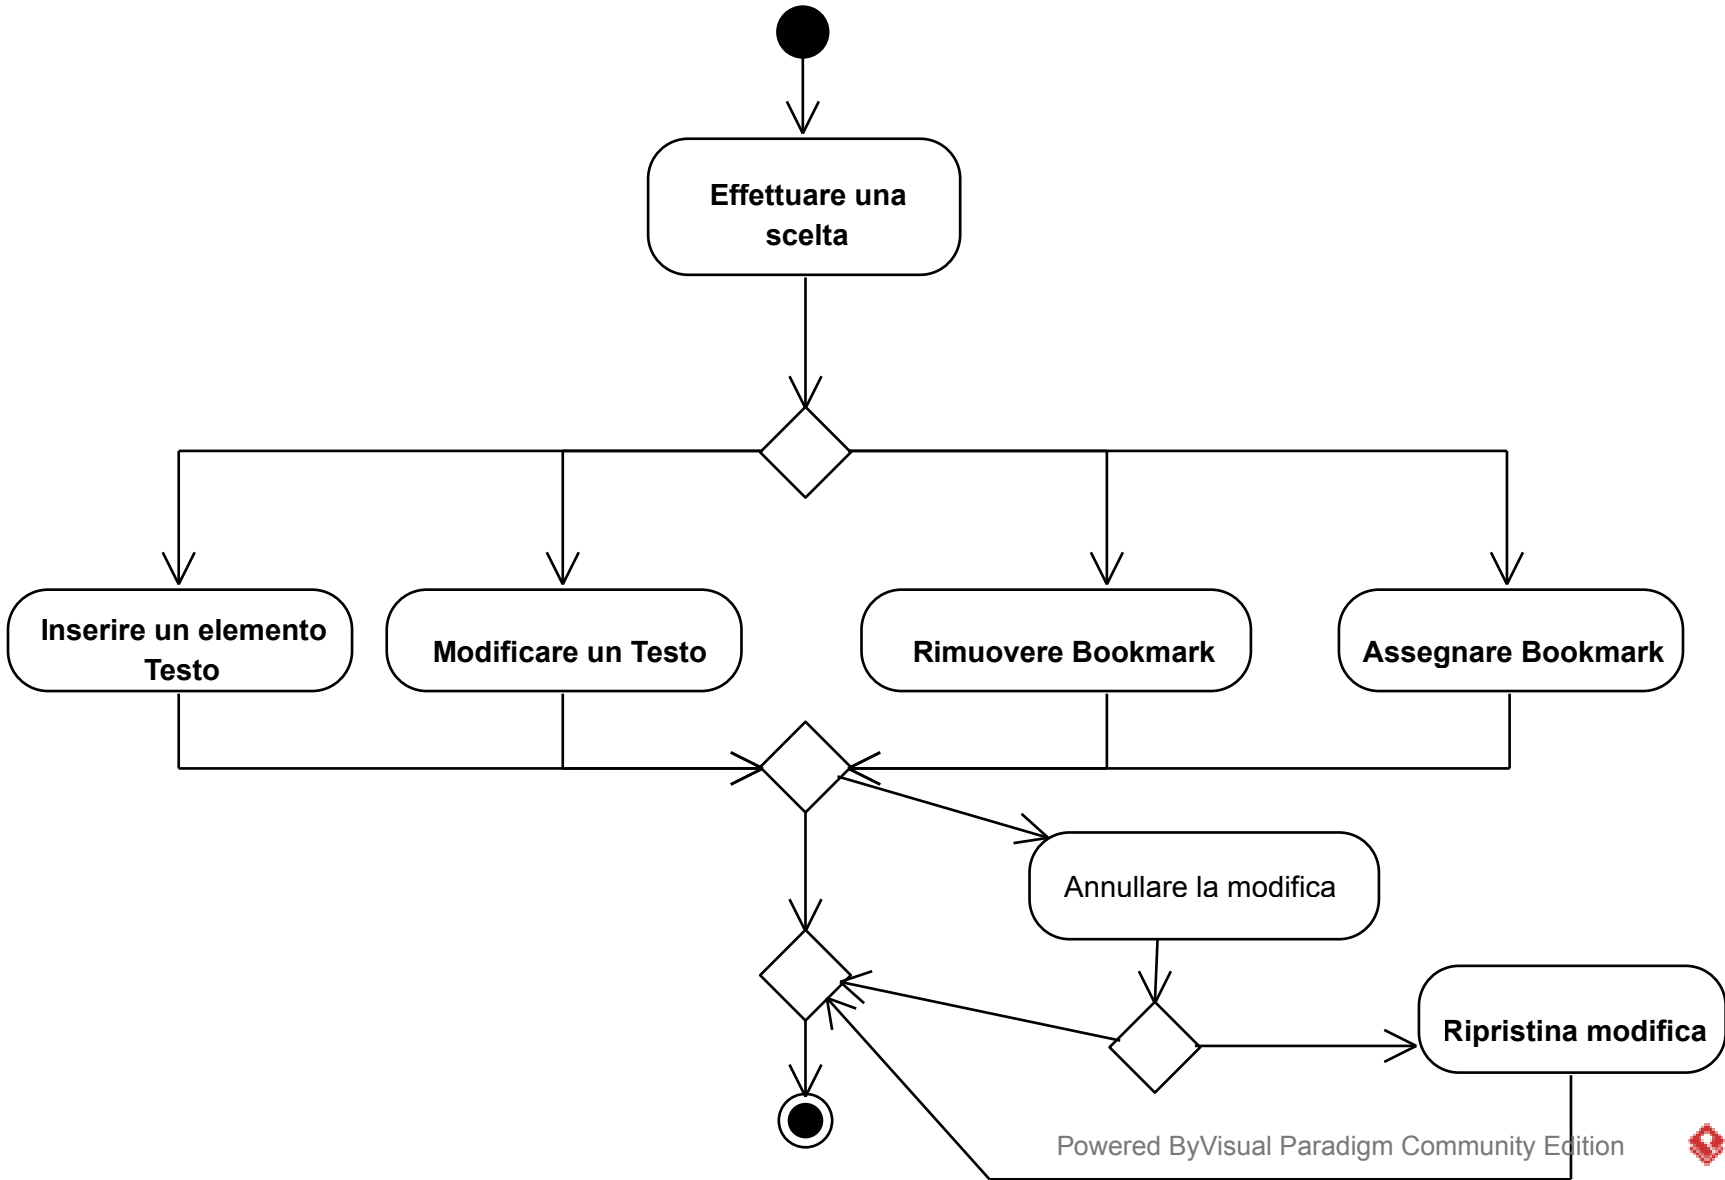 Effettuare una
scelta
Inserire un elemento
Testo
Modificare un Testo
Rimuovere Bookmark
Assegnare Bookmark
Annullare la modifica
Ripristina modifica
Powered ByVisual Paradigm Community Edition